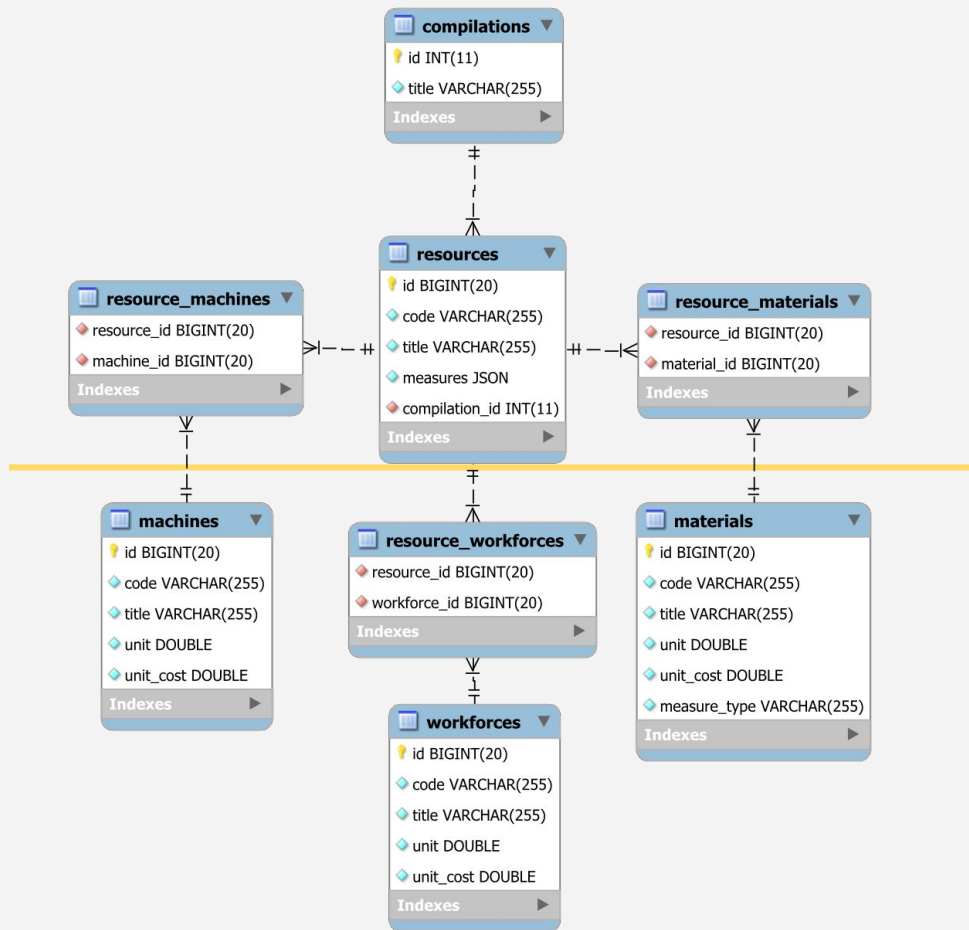 compilations
id INT(11)
title VARCHAR(255)
Indexes
resources
id BIGINT(20)
code VARCHAR(255)
title VARCHAR(255)
measures JSON
compilation_id INT(11)
Indexes
resource_machines
resource_id BIGINT(20)
machine_id BIGINT(20)
Indexes
resource_materials
resource_id BIGINT(20)
material_id BIGINT(20)
Indexes
machines
id BIGINT(20)
code VARCHAR(255)
title VARCHAR(255)
unit DOUBLE
unit_cost DOUBLE
Indexes
resource_workforces
resource_id BIGINT(20)
workforce_id BIGINT(20)
Indexes
materials
id BIGINT(20)
code VARCHAR(255)
title VARCHAR(255)
unit DOUBLE
unit_cost DOUBLE
measure_type VARCHAR(255)
Indexes
workforces
id BIGINT(20)
code VARCHAR(255)
title VARCHAR(255)
unit DOUBLE
unit_cost DOUBLE
Indexes